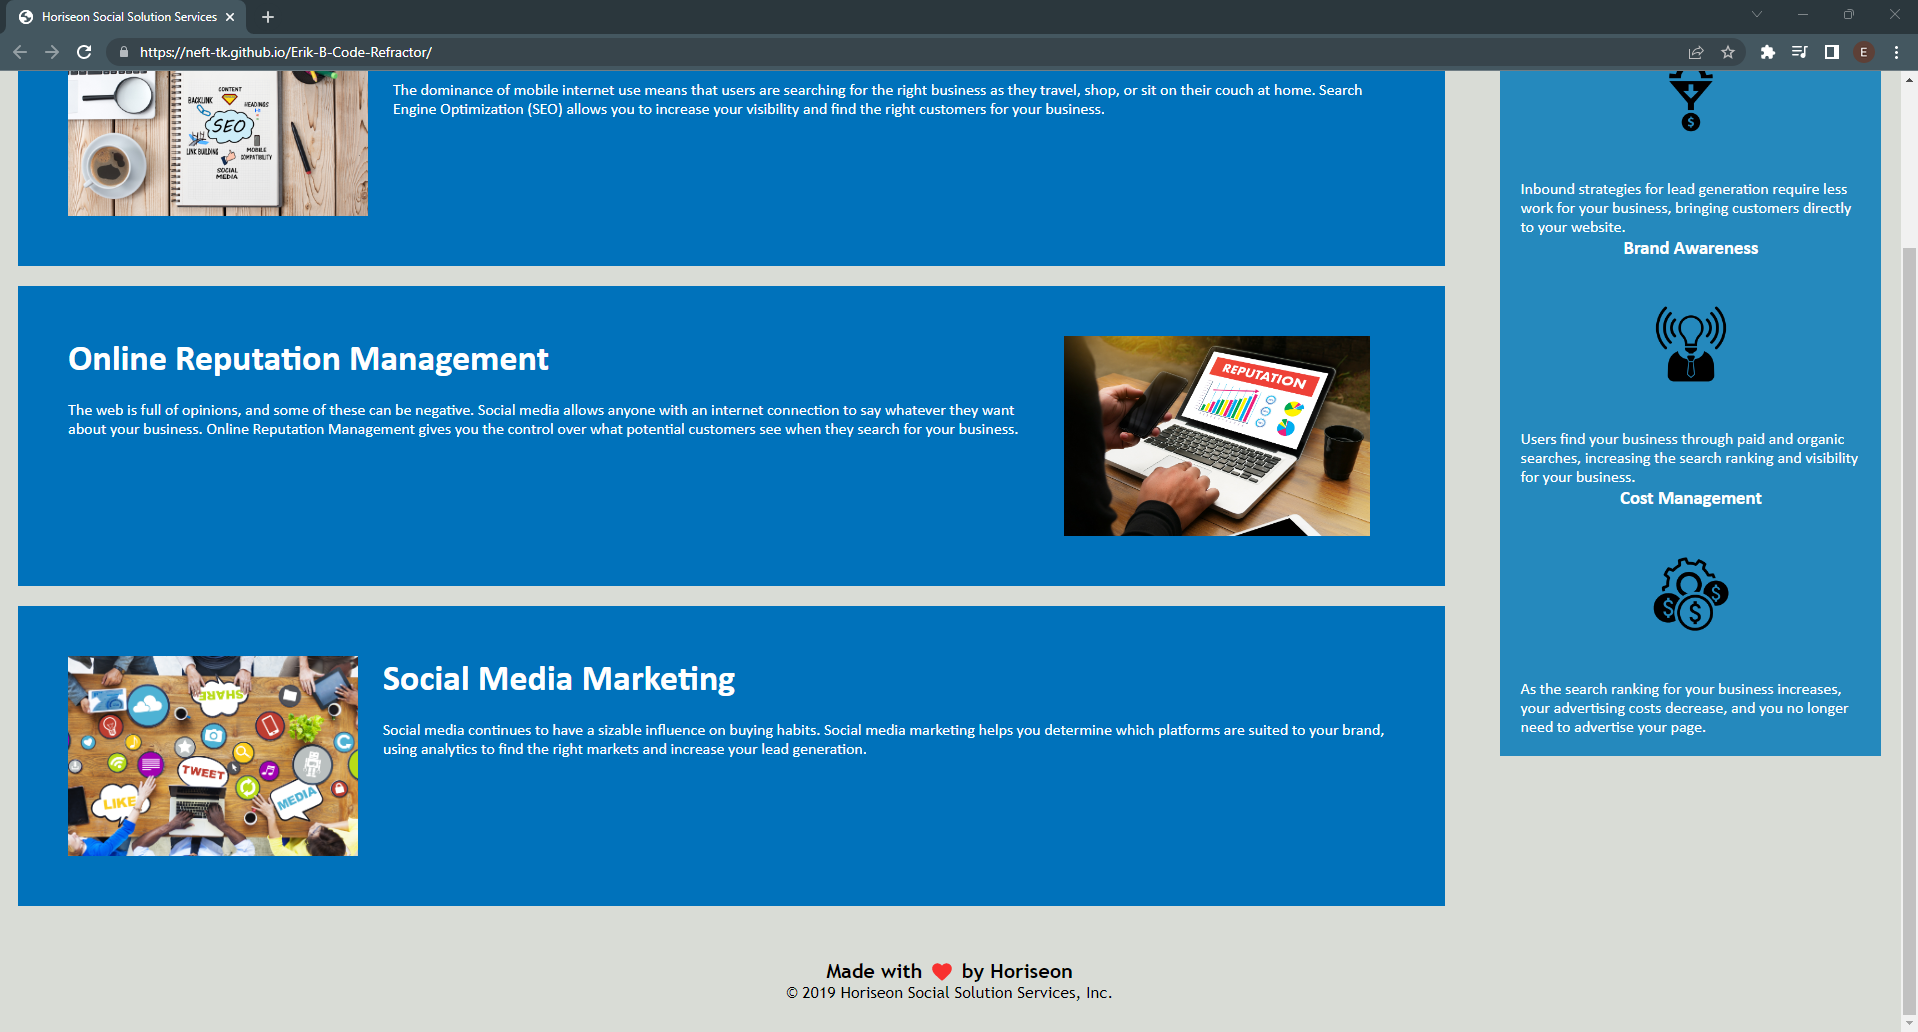 Horiseon Social Solution Services
https://neft-tk.github.io/Erik-B-Code-Refractor/
E
CONTENT
BACKLINK
HEADINGS
SEO
LINK BUILDING
MOBILE
COMPATIBILITY
SOCIAL
MEDIA
The dominance of mobile internet use means that users are searching for the right business as they travel, shop, or sit on their couch at home. Search
Engine Optimization (SEO) allows you to increase your visibility and find the right customers for your business.
Online Reputation Management
The web is full of opinions, and some of these can be negative. Social media allows anyone with an internet connection to say whatever they want
about your business. Online Reputation Management gives you the control over what potential customers see when they search for your business.
REPUTATION
SHARE
TWEET
LIKE
MEDIA
Social Media Marketing
Social media continues to have a sizable influence on buying habits. Social media marketing helps you determine which platforms are suited to your brand,
using analytics to find the right markets and increase your lead generation.
$
Inbound strategies for lead generation require less
work for your business, bringing customers directly
to your website.
Brand Awareness
Users find your business through paid and organic
searches, increasing the search ranking and visibility
for your business.
Cost Management
$ $ $
As the search ranking for your business increases,
your advertising costs decrease, and you no longer
need to advertise your page.
Made with ❤️ by Horiseon
© 2019 Horiseon Social Solution Services, Inc.